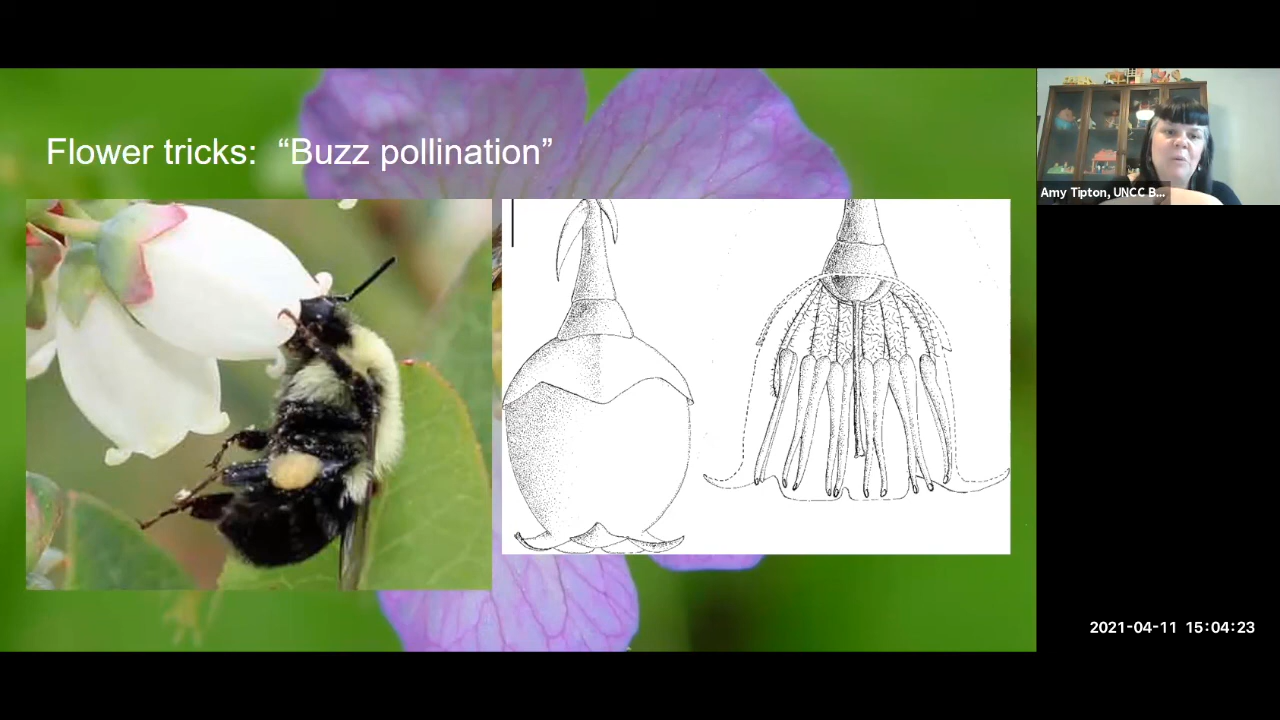 Flower tricks:  “Buzz pollination”
Amy Tipton, UNCC B...
2021-04-11 15:04:23